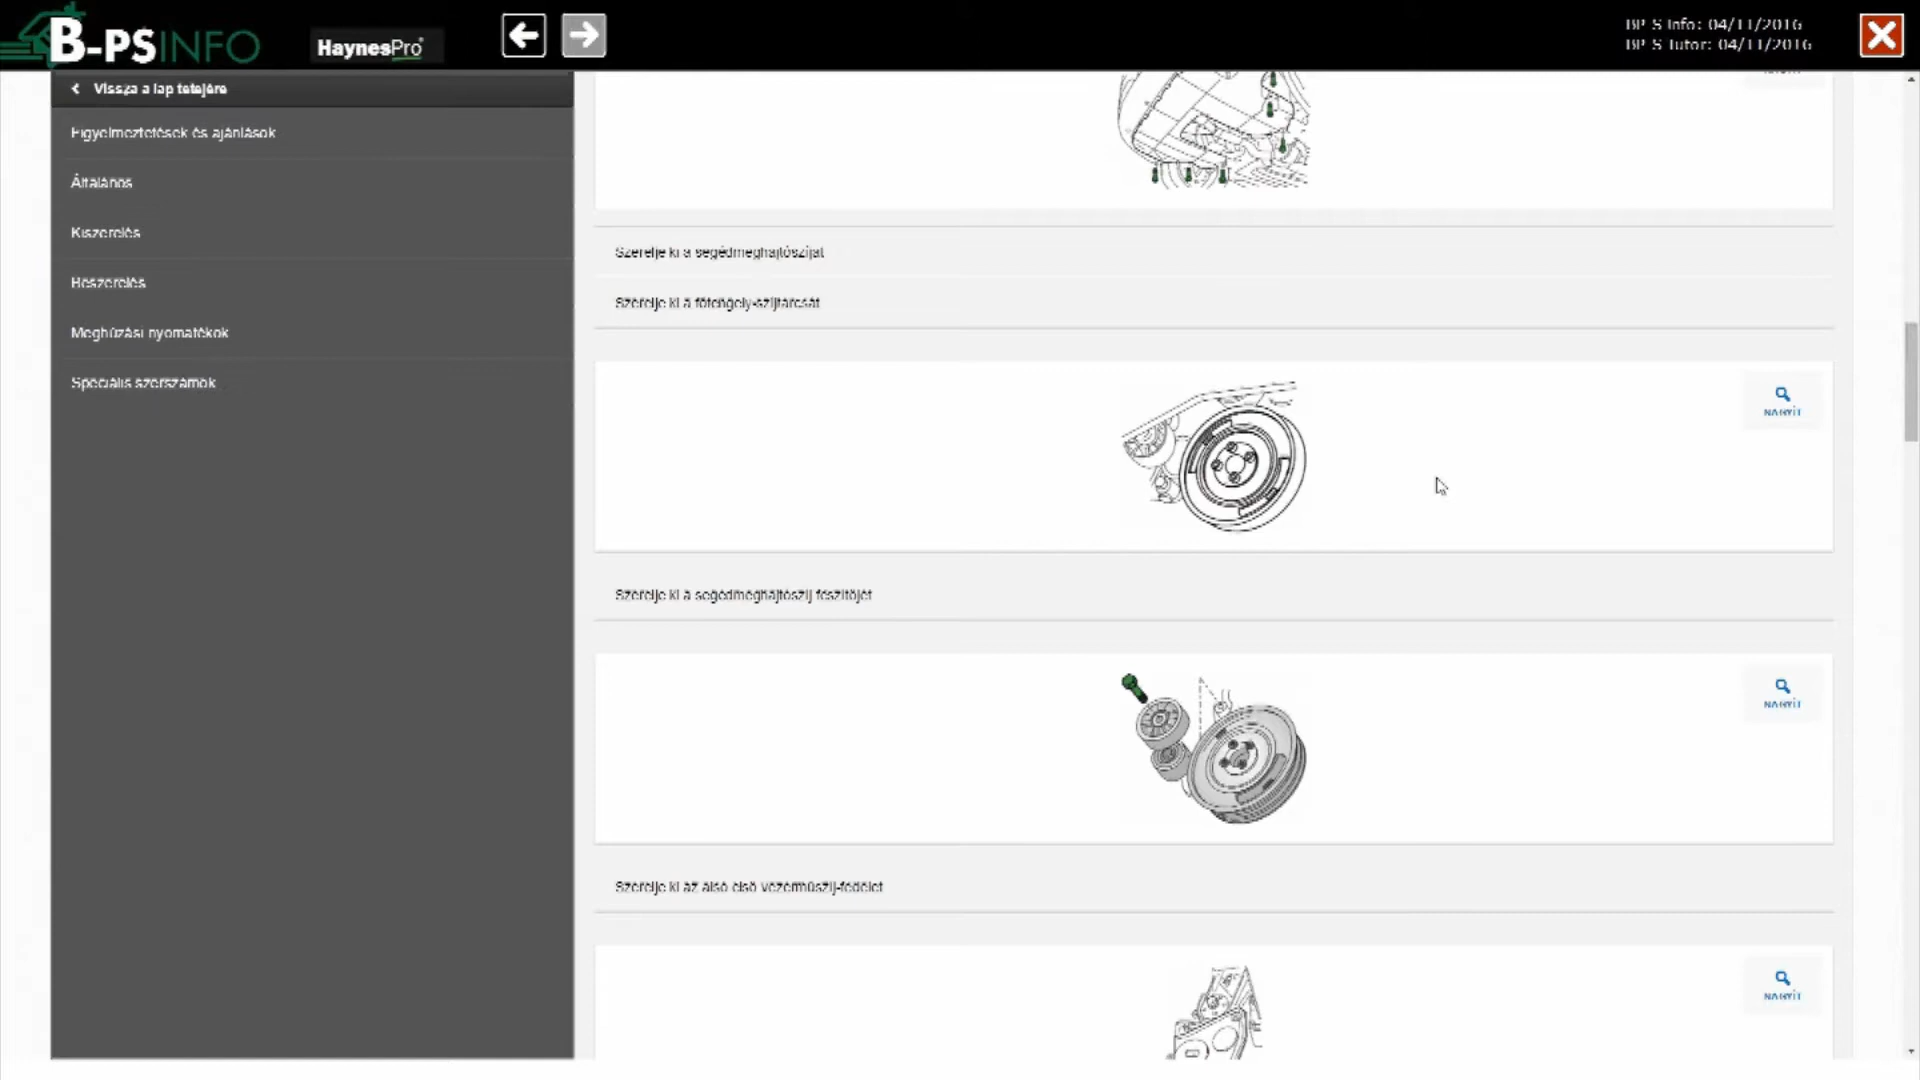 B-PSINFO
HaynesPro®
BP-S Info: 04/11/2016
BP-S Tutor: 04/11/2016
Vissza a lap tetejére
Figyelmeztetések és ajánlások
Általános
Kiszerelés
Beszerelés
Meghúzási nyomatékok
Speciális szerszámok
Szerelje ki a segédmeghajtószíjat
Szerelje ki a főtengely-szíjtárcsát
NAGYÍT
Szerelje ki a segédmeghajtószíj feszítőjét
NAGYÍT
Szerelje ki az alsó első vezérműszíj-fedelet
NAGYÍT